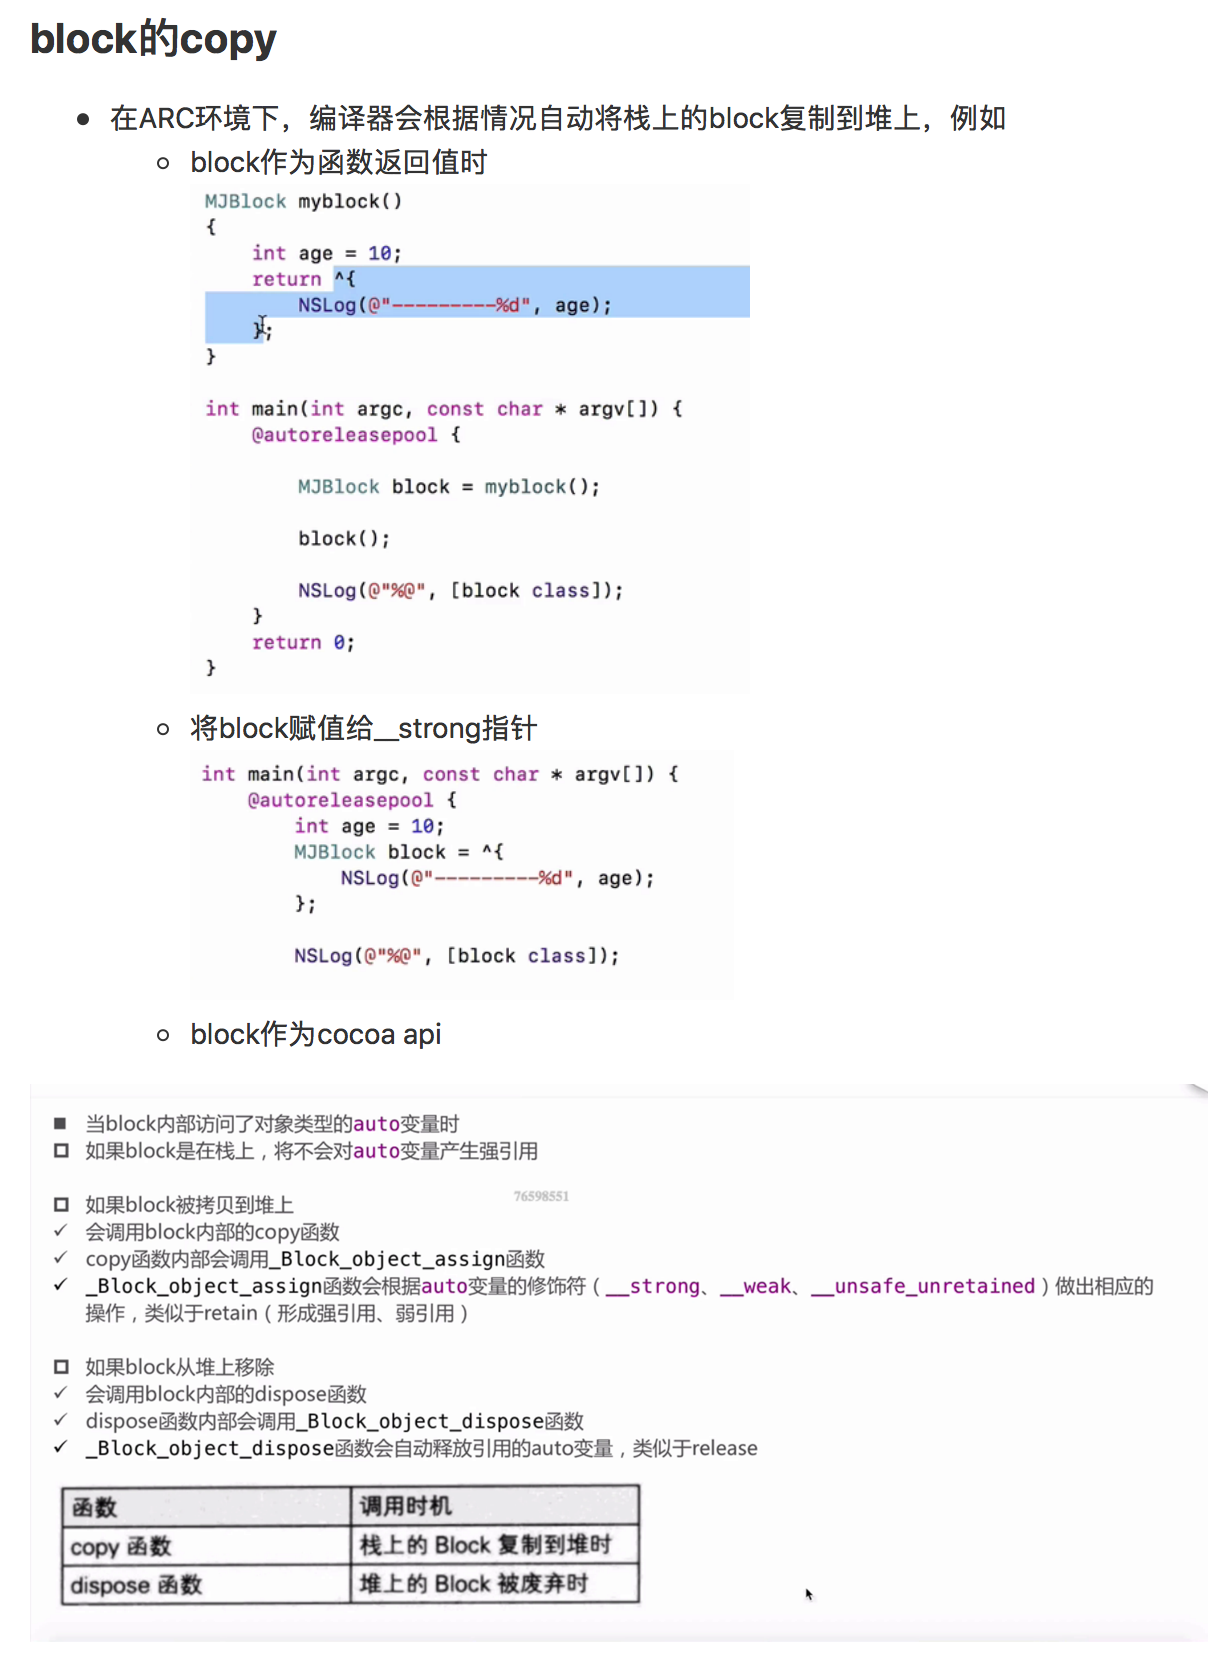 block的copy
在ARC环境下，编译器会根据情况自动将栈上的block复制到堆上，例如
block作为函数返回值时
MJBlock myblock()
{
    int age = 10;
    return ^{
        NSLog(@"---------%d", age);
    };
}
int main(int argc, const char * argv[]) {
    @autoreleasepool {
        MJBlock block = myblock();
        block();
        NSLog(@"%@", [block class]);
    }
    return 0;
}
将block赋值给__strong指针
int main(int argc, const char * argv[]) {
    @autoreleasepool {
        int age = 10;
        MJBlock block = ^{
            NSLog(@"---------%d", age);
        };
        NSLog(@"%@", [block class]);
block作为cocoa api
当block内部访问了对象类型的auto变量时
如果block是在栈上，将不会对auto变量产生强引用
76598551
如果block被拷贝到堆上
会调用block内部的copy函数
copy函数内部会调用_Block_object_assign函数
_Block_object_assign函数会根据auto变量的修饰符（__strong、__weak、__unsafe_unretained）做出相应的
操作，类似于retain（形成强引用、弱引用）
如果block从堆上移除
会调用block内部的dispose函数
dispose函数内部会调用_Block_object_dispose函数
_Block_object_dispose函数会自动释放引用的auto变量，类似于release
函数 调用时机
copy 函数 栈上的 Block 复制到堆时
dispose 函数 堆上的 Block 被废弃时